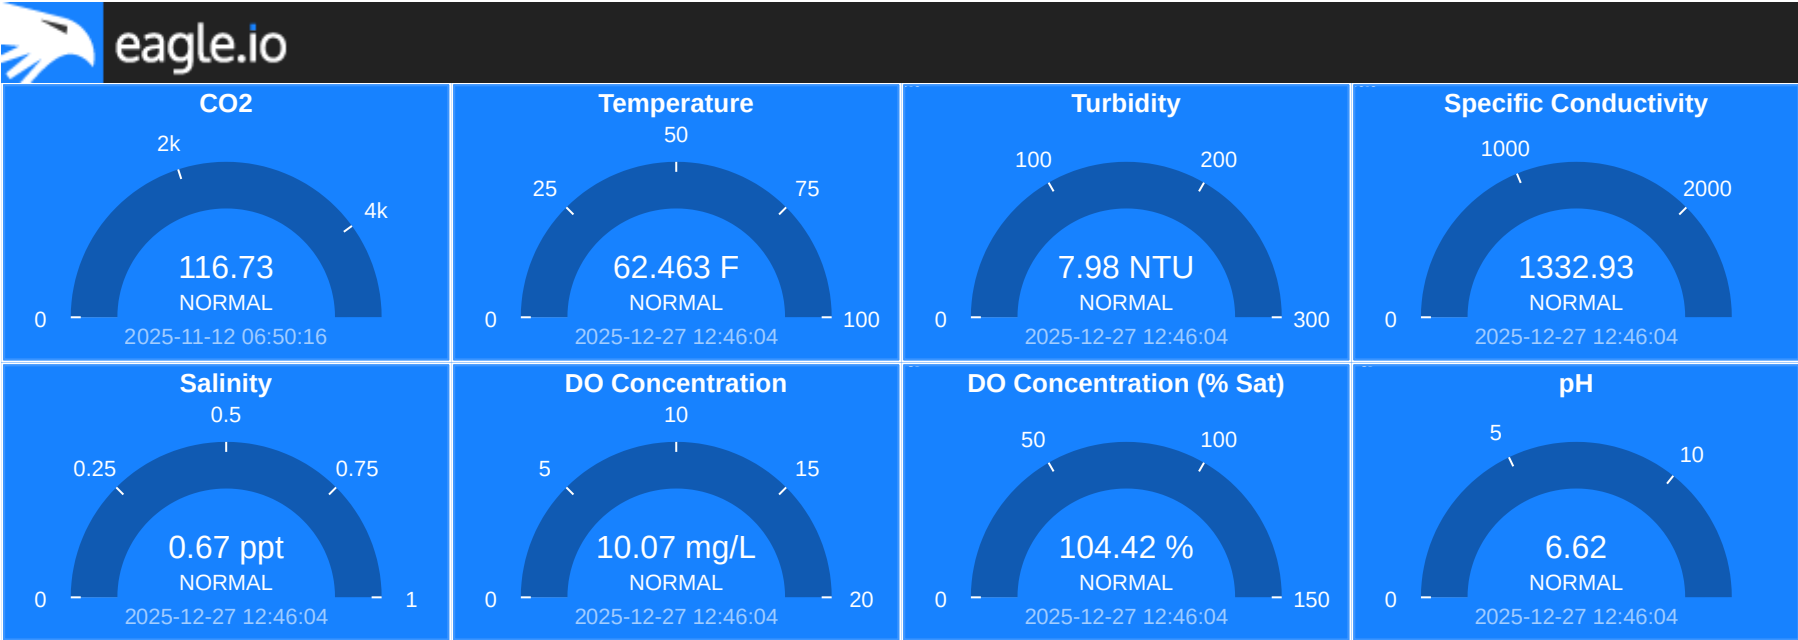 eagle.io
CO2
2k
4k
116.73
NORMAL
0
2025-11-12 06:50:16
Temperature
50
25
75
62.463 F
NORMAL
0
100
2025-12-27 12:46:04
Turbidity
100
200
7.98 NTU
NORMAL
0
300
2025-12-27 12:46:04
Specific Conductivity
1000
2000
1332.93
NORMAL
0
2025-12-27 12:46:04
Salinity
0.5
0.25
0.75
0.67 ppt
NORMAL
0
1
2025-12-27 12:46:04
DO Concentration
10
5
15
10.07 mg/L
NORMAL
0
20
2025-12-27 12:46:04
DO Concentration (% Sat)
50
100
104.42 %
NORMAL
0
150
2025-12-27 12:46:04
pH
5
10
6.62
NORMAL
0
2025-12-27 12:46:04